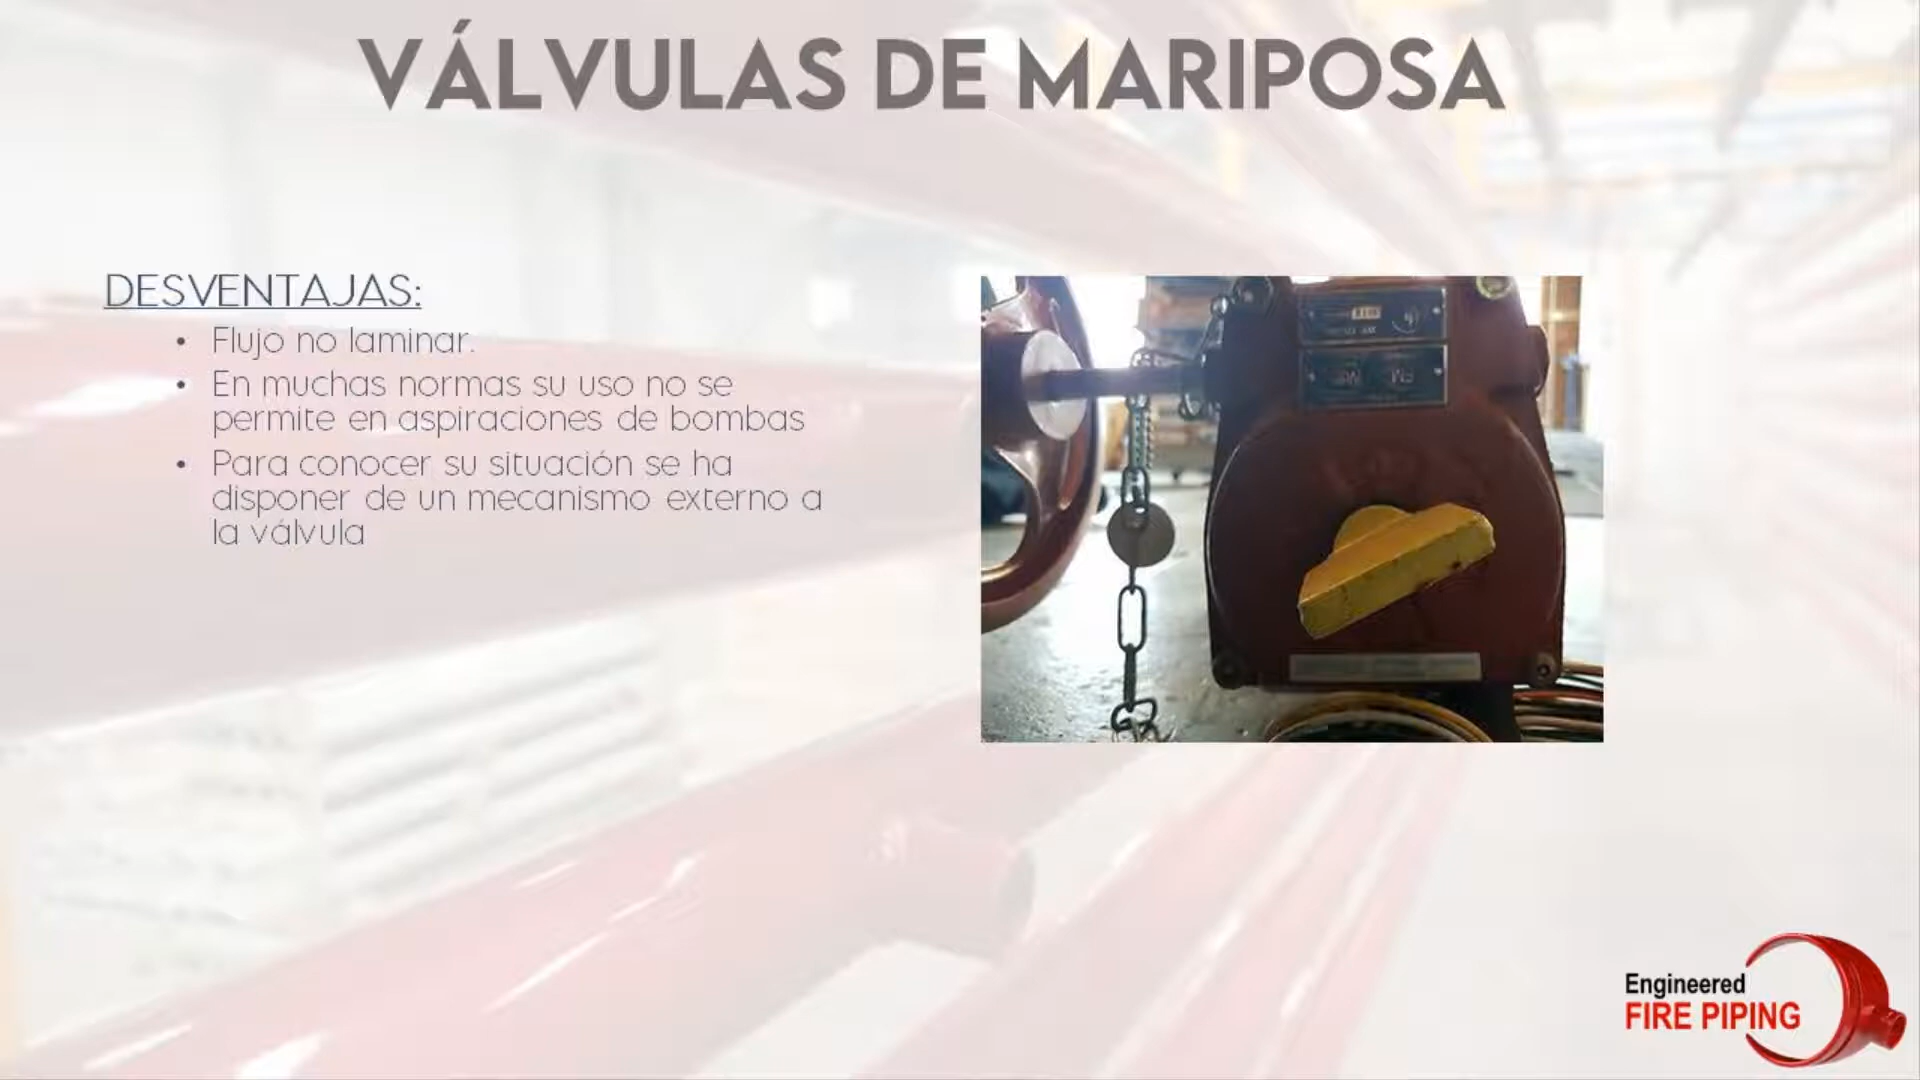 VÁLVULAS DE MARIPOSA
DESVENTAJAS:
• Flujo no laminar.
• En muchas normas su uso no se
permite en aspiraciones de bombas
• Para conocer su situación se ha
disponer de un mecanismo externo a
la válvula
Engineered
FIRE PIPING